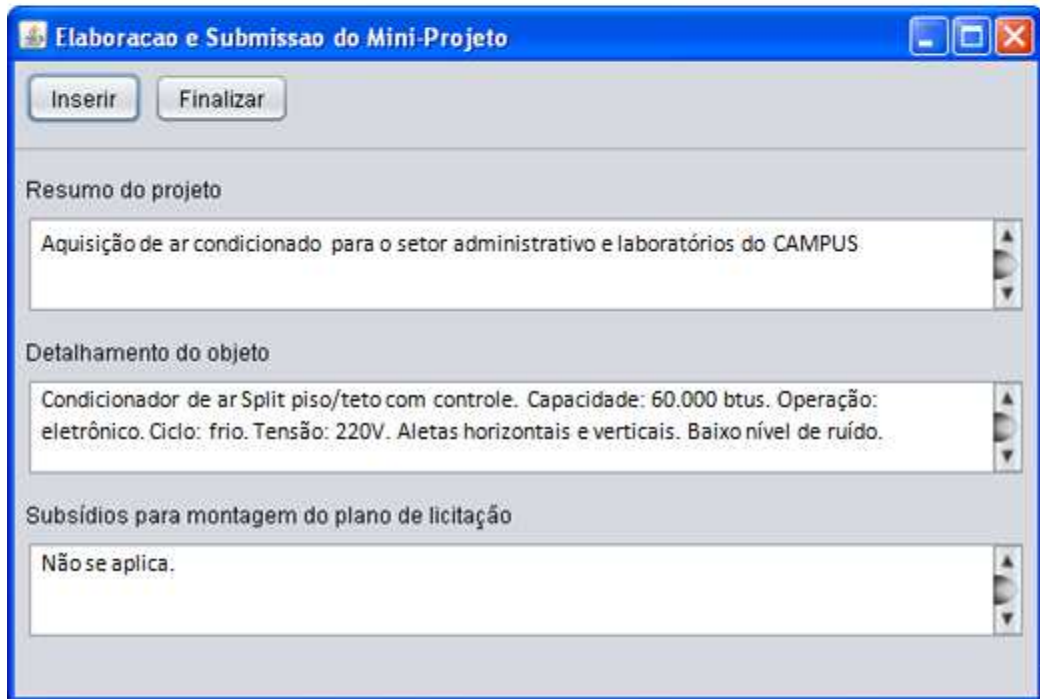 Elaboracao e Submissao do Mini-Projeto
Inserir Finalizar
Resumo do projeto
Aquisição de ar condicionado para o setor administrativo e laboratórios do CAMPUS
Detalhamento do objeto
Condicionador de ar Split piso/teto com controle. Capacidade: 60.000 btus. Operação:
eletrônico. Ciclo: frio. Tensão: 220V. Aletas horizontais e verticais. Baixo nível de ruído.
Subsídios para montagem do plano de licitação
Não se aplica.